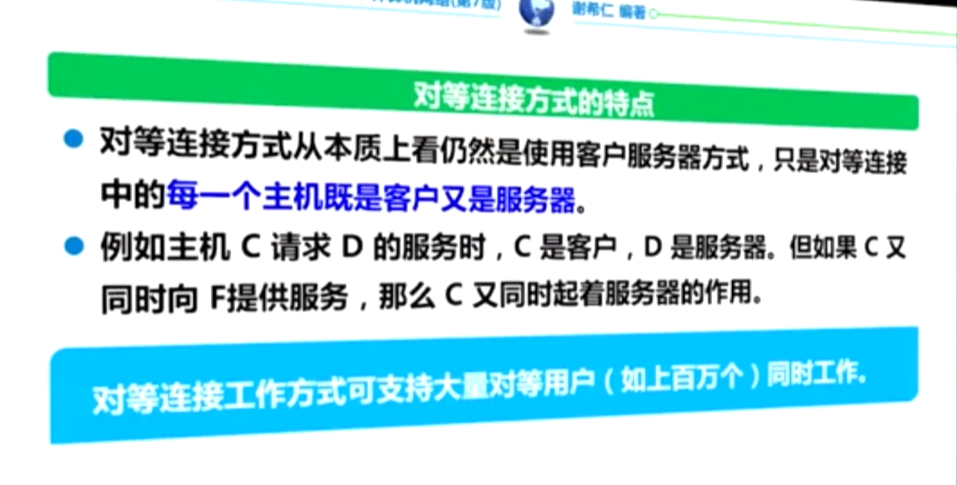 计算机网络(第7版)
谢希仁 编著
对等连接方式的特点
对等连接方式从本质上看仍然是使用客户服务器方式，只是对等连接
中的每一个主机既是客户又是服务器。
例如主机 C 请求 D 的服务时，C 是客户，D 是服务器。但如果 C 又
同时向 F提供服务，那么 C 又同时起着服务器的作用。
对等连接工作方式可支持大量对等用户（如上百万个）同时工作。